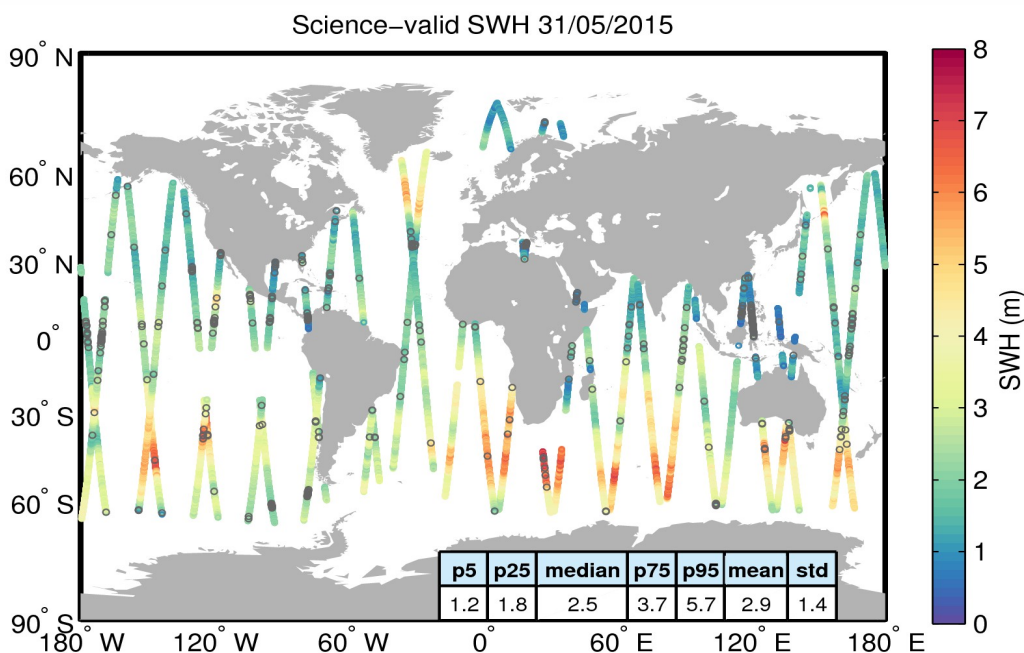 Science−valid SWH 31/05/2015
90° N
60° N
30° N
0°
30° S
60° S
90° S
180° W
120° W
60° W
0°
60° E
120° E
180° E
p5 p25 median p75 p95 mean std
1.2 1.8 2.5 3.7 5.7 2.9 1.4
8
7
6
5
4
3
2
1
0
SWH (m)